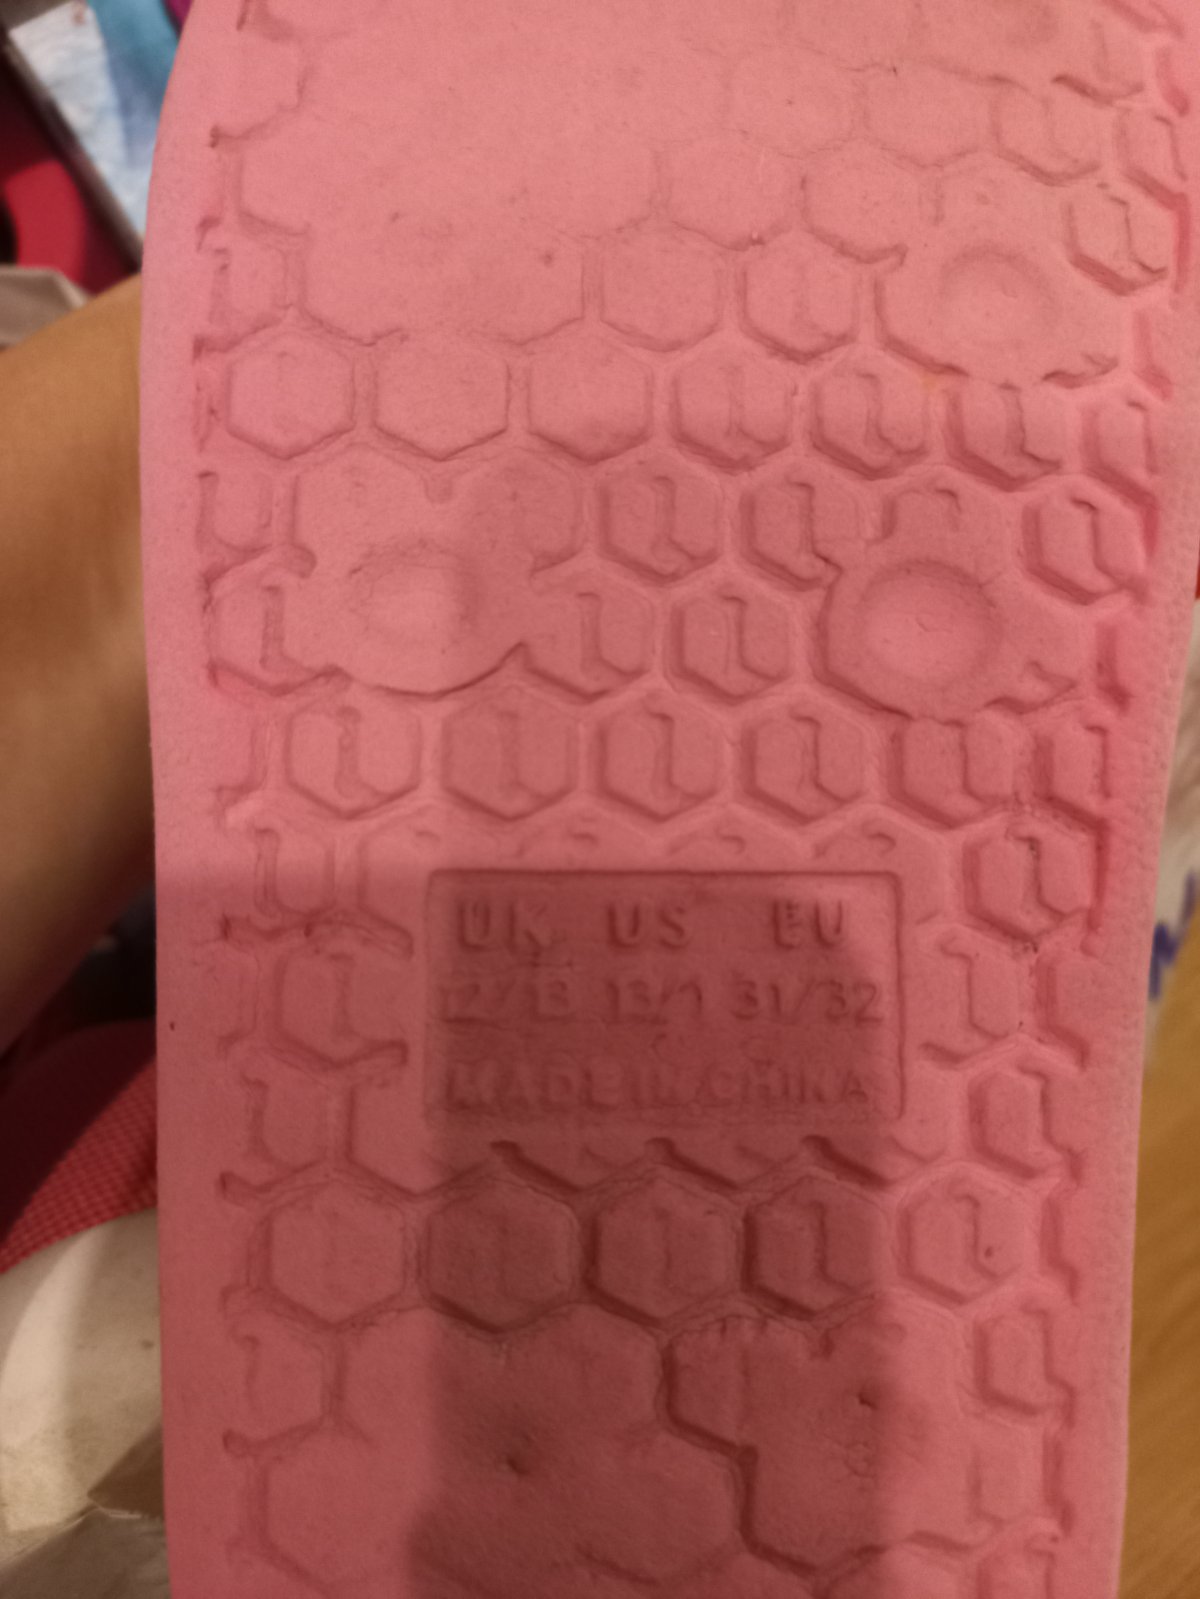 UK US EU
12/13 13/1 31/32
MADE IN CHINA